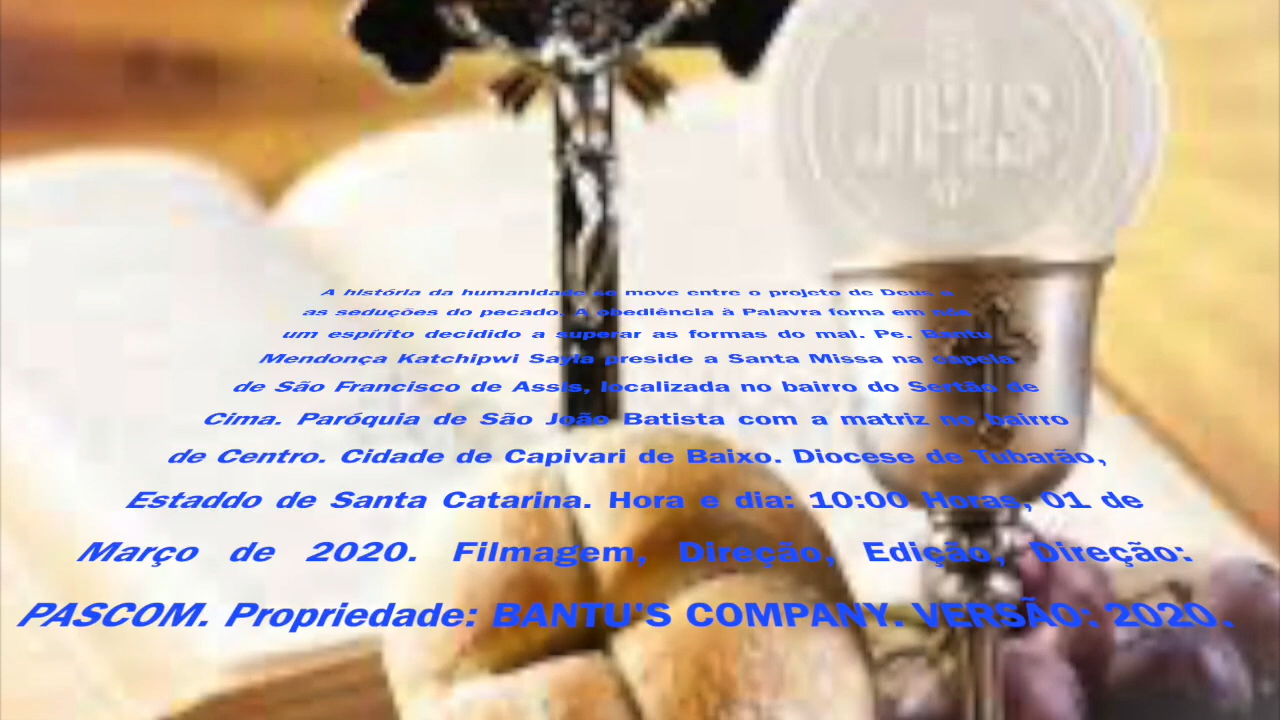 JHS
A história da humanidade se move entre o projeto de Deus e
as seduções do pecado. A obediência à Palavra forna em nós
um espírito decidido a superar as formas do mal. Pe. Bantu
Mendonça Katchipwi Sayla preside a Santa Missa na capela
de São Francisco de Assis, localizada no bairro do Sertão de
Cima. Paróquia de São João Batista com a matriz no bairro
de Centro. Cidade de Capivari de Baixo. Diocese de Tubarão,
Estaddo de Santa Catarina. Hora e dia: 10:00 Horas, 01 de
Março de 2020. Filmagem, Direção, Edição, Direção:
PASCOM. Propriedade: BANTU'S COMPANY. VERSÃO: 2020.